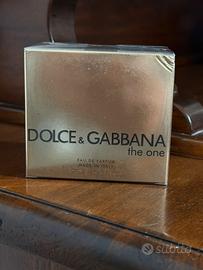 DOLCE & GABBANA
the one
EAU DE PARFUM
MADE IN ITALY
subito